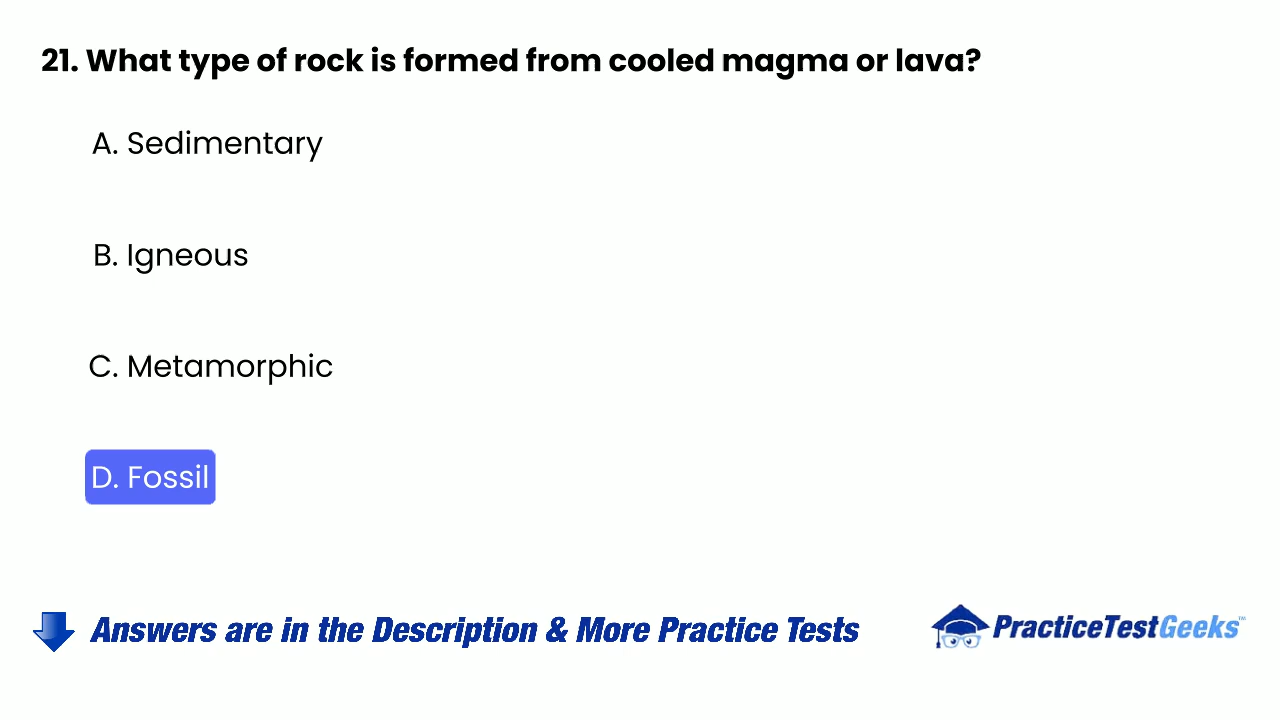 21. What type of rock is formed from cooled magma or lava?
A. Sedimentary
B. Igneous
C. Metamorphic
D. Fossil
Answers are in the Description & More Practice Tests
PracticeTestGeeks™